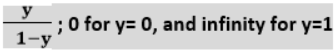 y/(1−y) ; 0 for y= 0, and infinity for y=1